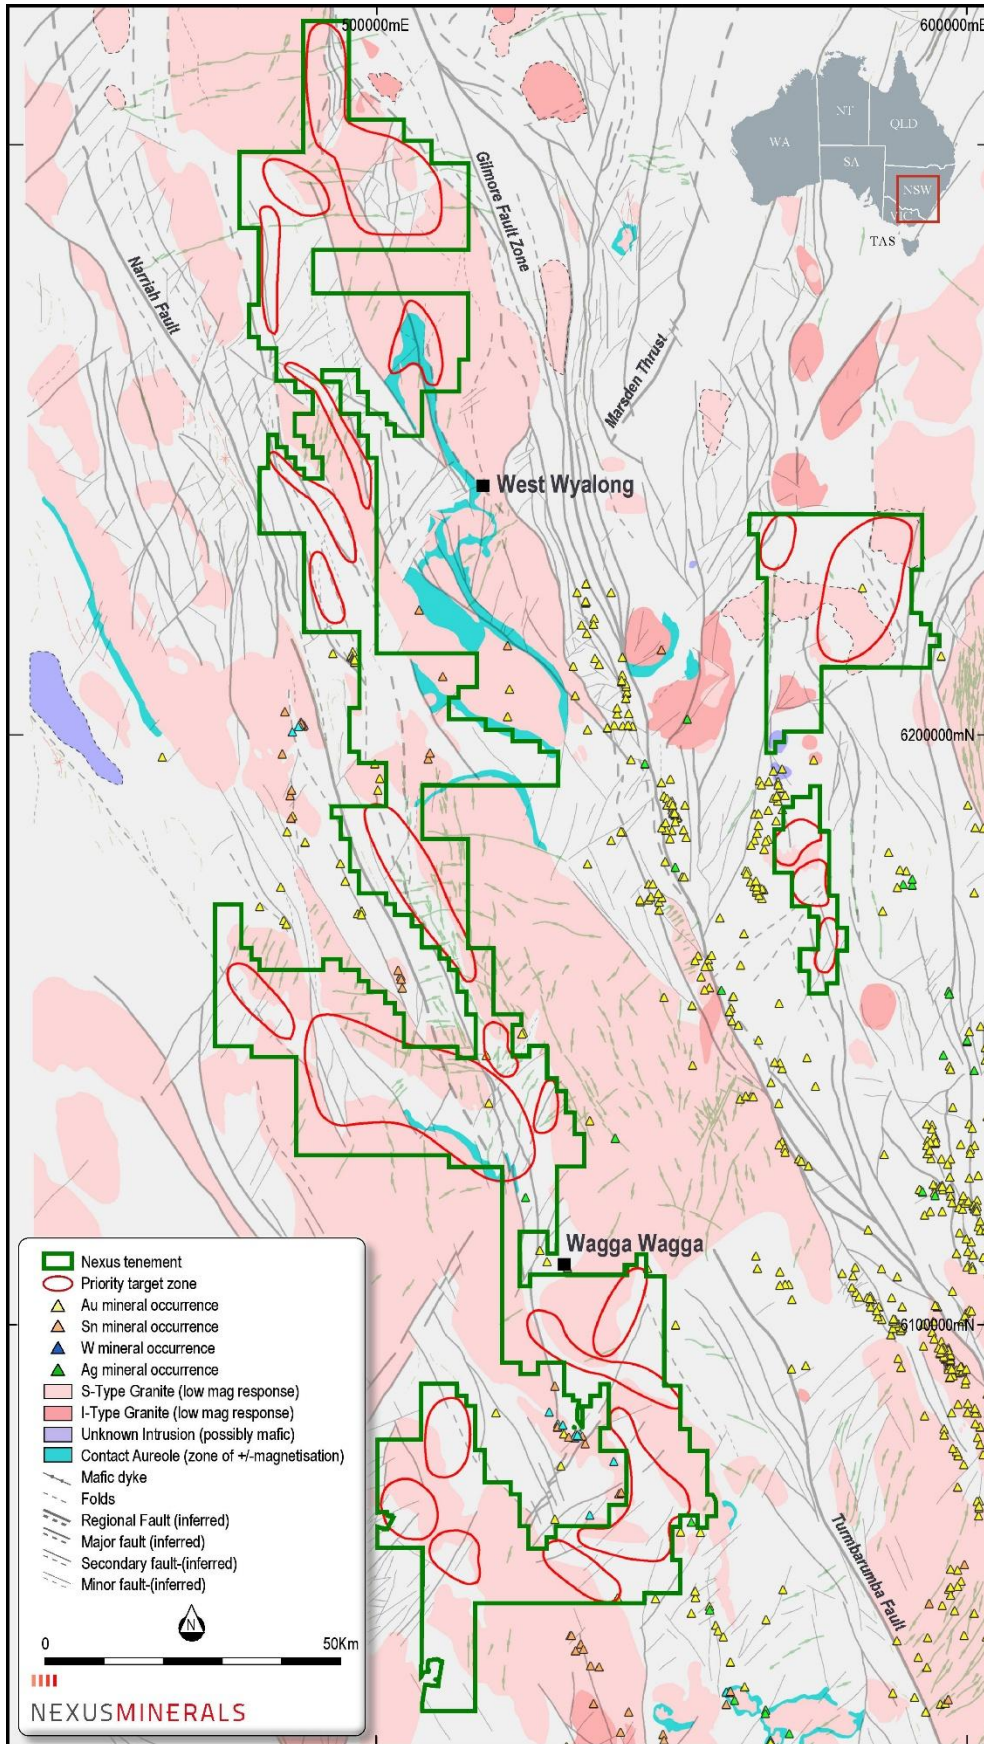 500000mE
600000mE
NT
QLD
WA
SA
NSW
VIC
TAS
Gilmore Fault Zone
Narriah Fault
Marsden Thrust
West Wyalong
6200000mN
Wagga Wagga
6100000mN
Nexus tenement
Priority target zone
Au mineral occurrence
Sn mineral occurrence
W mineral occurrence
Ag mineral occurrence
S-Type Granite (low mag response)
I-Type Granite (low mag response)
Unknown Intrusion (possibly mafic)
Contact Aureole (zone of +/-magnetisation)
Mafic dyke
Folds
Regional Fault (inferred)
Major fault (inferred)
Secondary fault-(inferred)
Minor fault-(inferred)
Turmbarumba Fault
N
0
50Km
NEXUSMINERALS